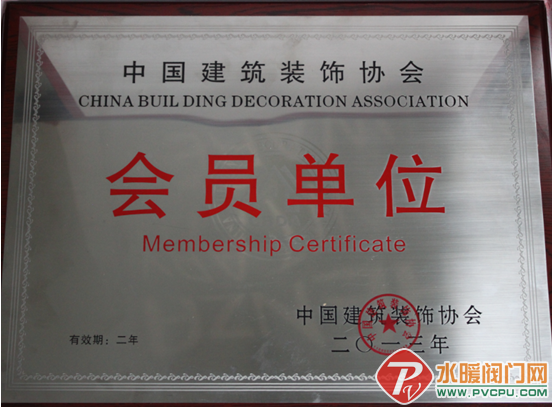 中国建筑装饰协会
CHINA BUIL DING DECORATION ASSOCIATION
会员单位
Membership Certificate
中国建筑装饰协会
二〇一三年
有效期：二年
水暖阀门网
WWW.PVCPU.COM